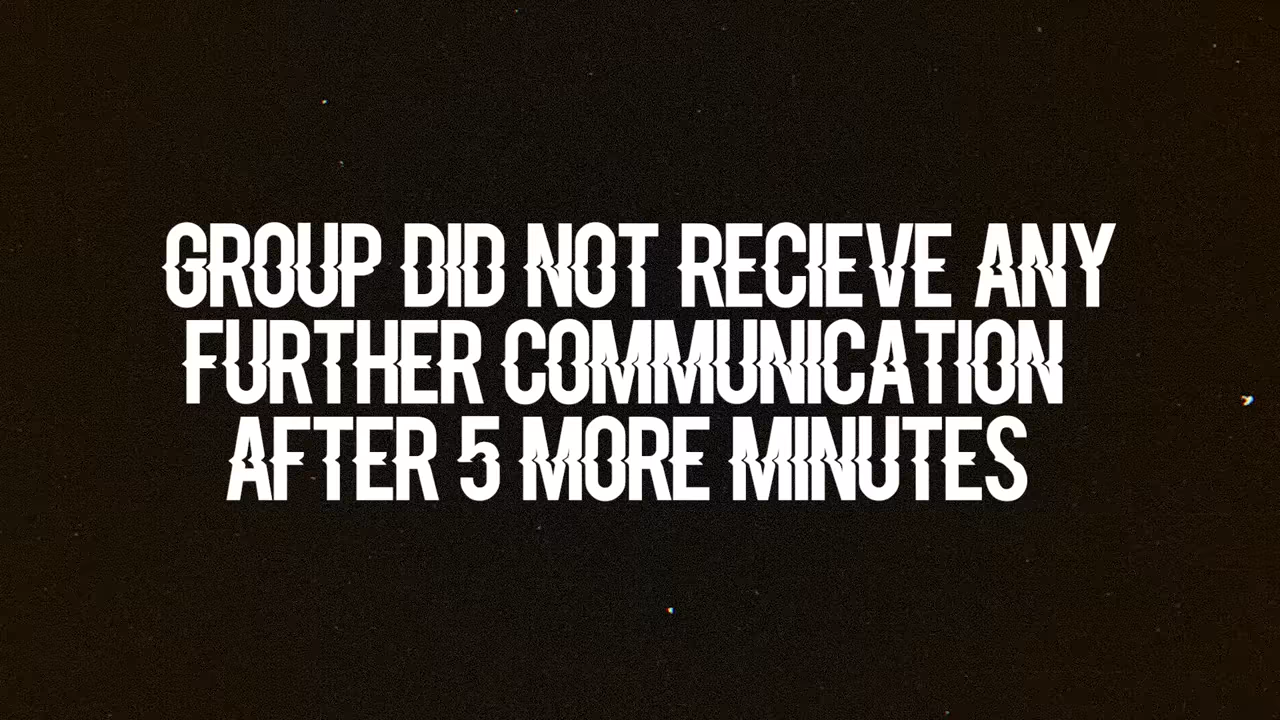 GROUP DID NOT RECIEVE ANY
FURTHER COMMUNICATION
AFTER 5 MORE MINUTES